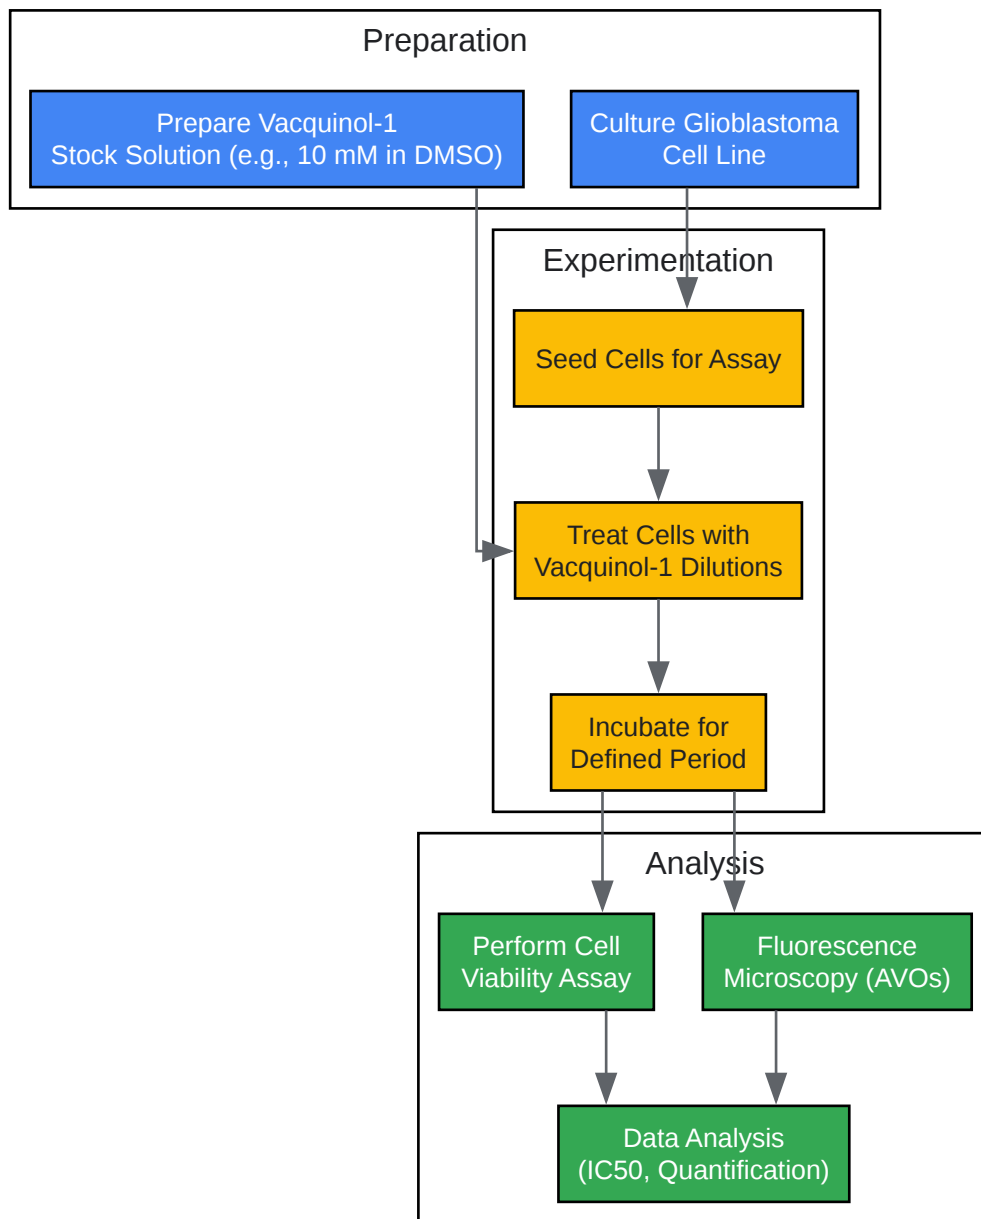 Preparation
Prepare Vacquinol-1
Stock Solution (e.g., 10 mM in DMSO)
Culture Glioblastoma
Cell Line
Experimentation
Seed Cells for Assay
Treat Cells with
Vacquinol-1 Dilutions
Incubate for
Defined Period
Analysis
Perform Cell
Viability Assay
Fluorescence
Microscopy (AVOs)
Data Analysis
(IC50, Quantification)